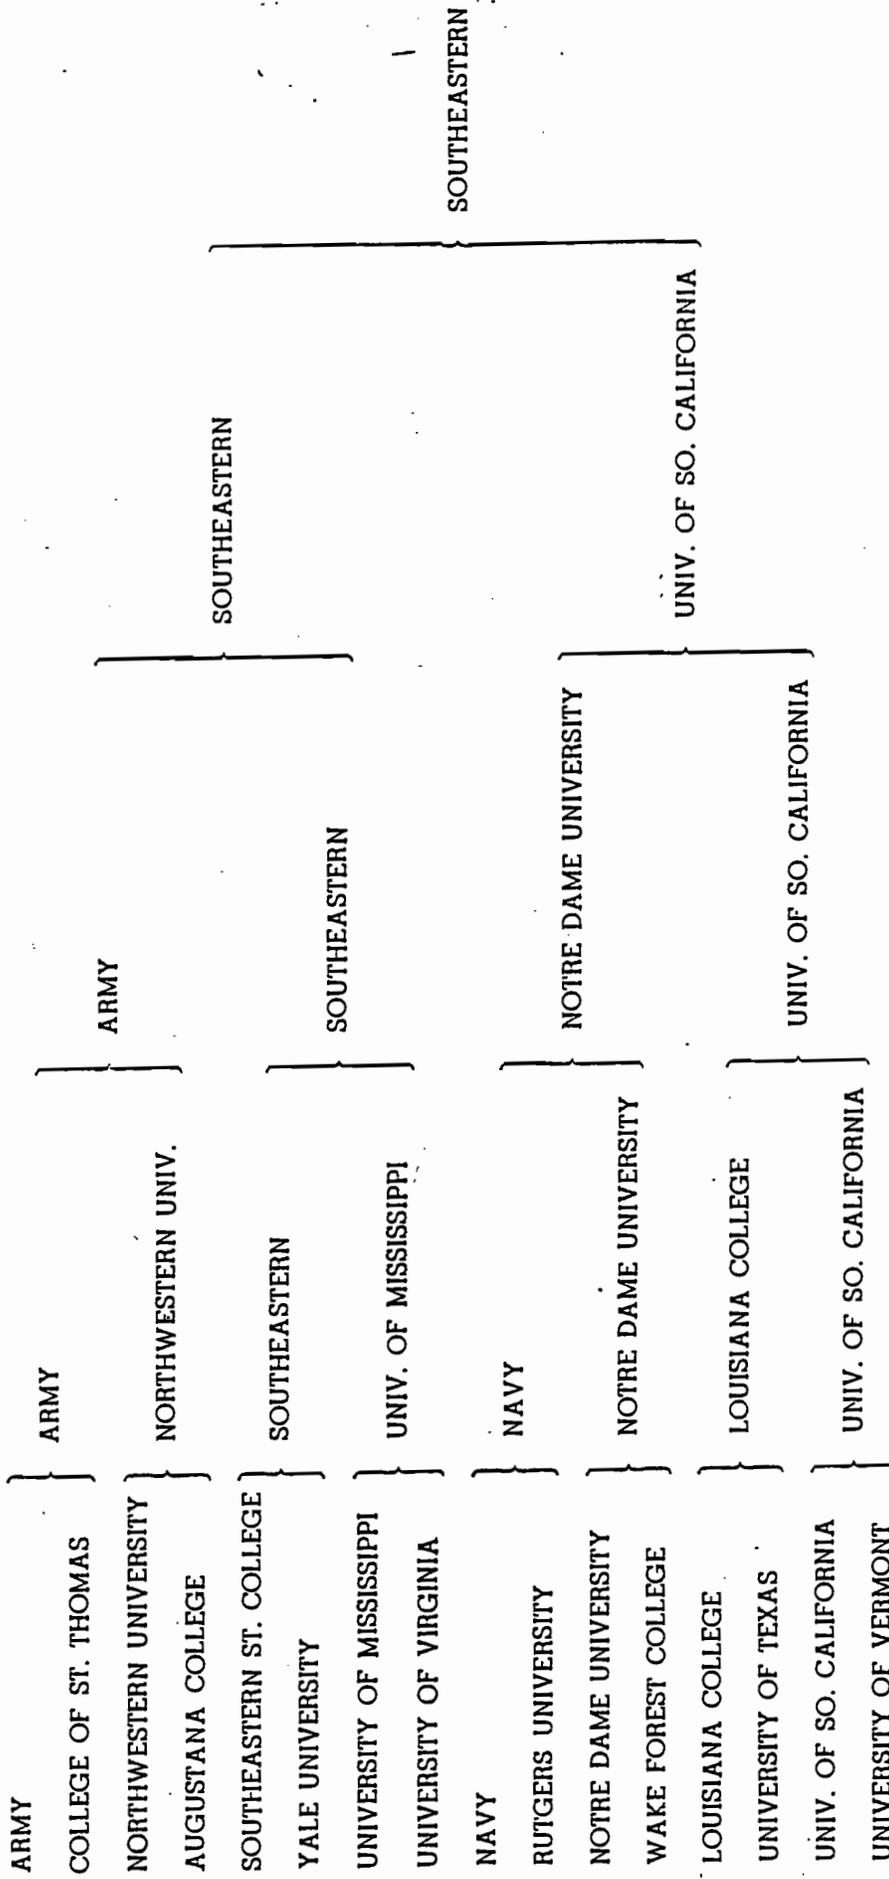 ARMY
COLLEGE OF ST. THOMAS
NORTHWESTERN UNIVERSITY
AUGUSTANA COLLEGE
SOUTHEASTERN ST. COLLEGE
YALE UNIVERSITY
UNIVERSITY OF MISSISSIPPI
UNIVERSITY OF VIRGINIA
NAVY
RUTGERS UNIVERSITY
NOTRE DAME UNIVERSITY
WAKE FOREST COLLEGE
LOUISIANA COLLEGE
UNIVERSITY OF TEXAS
UNIV. OF SO. CALIFORNIA
UNIVERSITY OF VERMONT
ARMY
NORTHWESTERN UNIV.
SOUTHEASTERN
UNIV. OF MISSISSIPPI
NAVY
NOTRE DAME UNIVERSITY
LOUISIANA COLLEGE
UNIV. OF SO. CALIFORNIA
ARMY
SOUTHEASTERN
NOTRE DAME UNIVERSITY
UNIV. OF SO. CALIFORNIA
SOUTHEASTERN
UNIV. OF SO. CALIFORNIA
SOUTHEASTERN